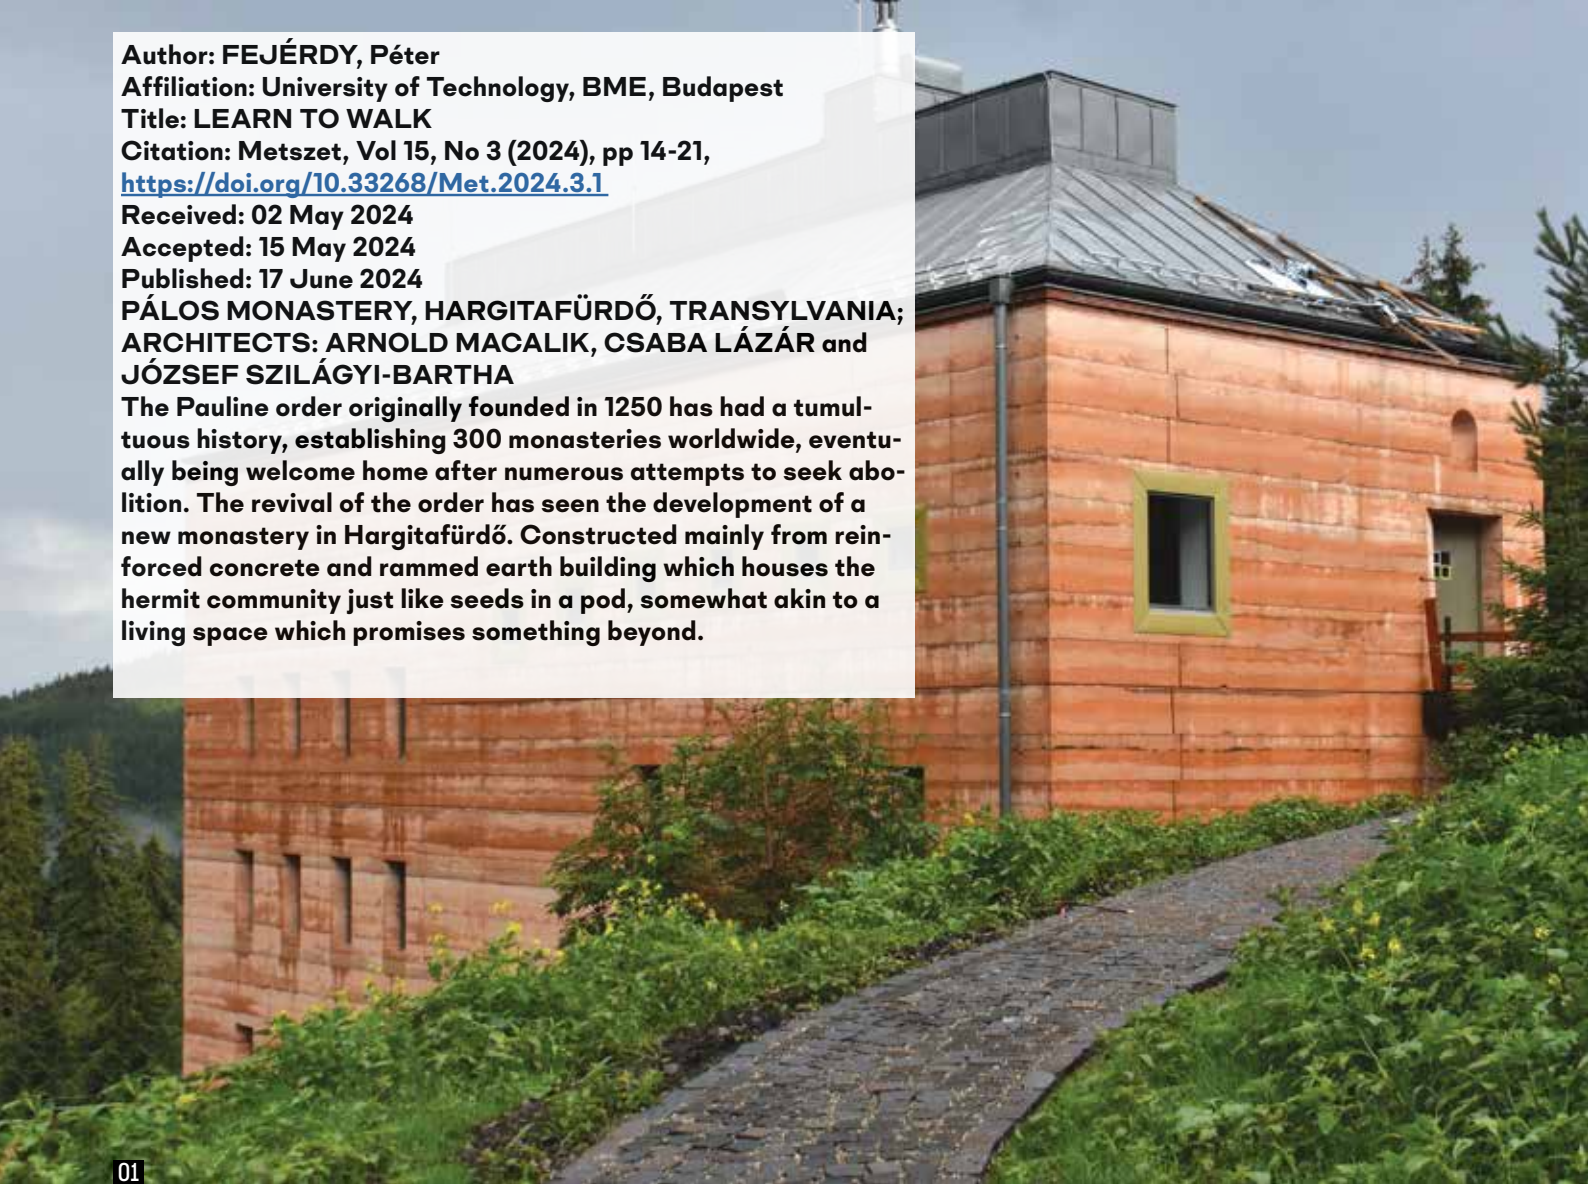 Author: FEJÉRDY, Péter
Affiliation: University of Technology, BME, Budapest
Title: LEARN TO WALK
Citation: Metszet, Vol 15, No 3 (2024), pp 14-21,
https://doi.org/10.33268/Met.2024.3.1
Received: 02 May 2024
Accepted: 15 May 2024
Published: 17 June 2024
PÁLOS MONASTERY, HARGITAFÜRDŐ, TRANSYLVANIA;
ARCHITECTS: ARNOLD MACALIK, CSABA LÁZÁR and
JÓZSEF SZILÁGYI-BARTHA
The Pauline order originally founded in 1250 has had a tumul-
tuous history, establishing 300 monasteries worldwide, eventu-
ally being welcome home after numerous attempts to seek abo-
lition. The revival of the order has seen the development of a
new monastery in Hargitafürdő. Constructed mainly from rein-
forced concrete and rammed earth building which houses the
hermit community just like seeds in a pod, somewhat akin to a
living space which promises something beyond.
01